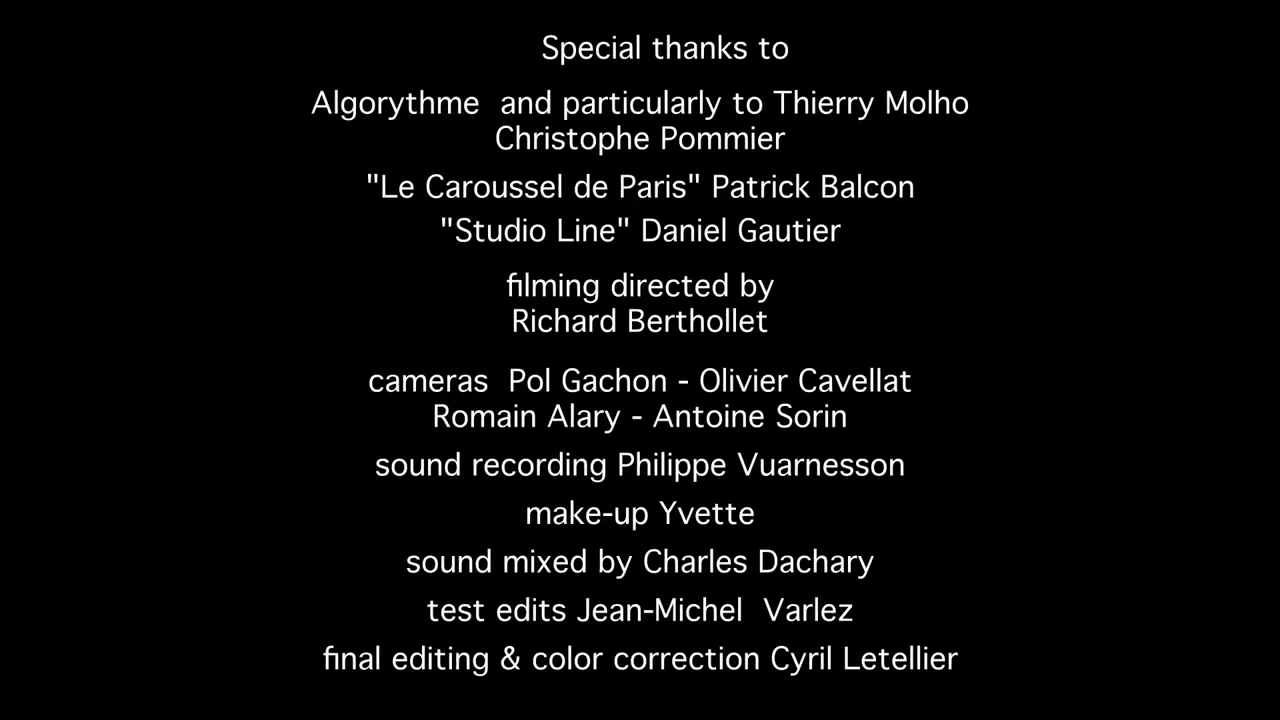 Special thanks to
Algorythme  and particularly to Thierry Molho
Christophe Pommier
"Le Caroussel de Paris" Patrick Balcon
"Studio Line" Daniel Gautier
filming directed by
Richard Berthollet
cameras  Pol Gachon - Olivier Cavellat
Romain Alary - Antoine Sorin
sound recording Philippe Vuarnesson
make-up Yvette
sound mixed by Charles Dachary
test edits Jean-Michel  Varlez
final editing & color correction Cyril Letellier